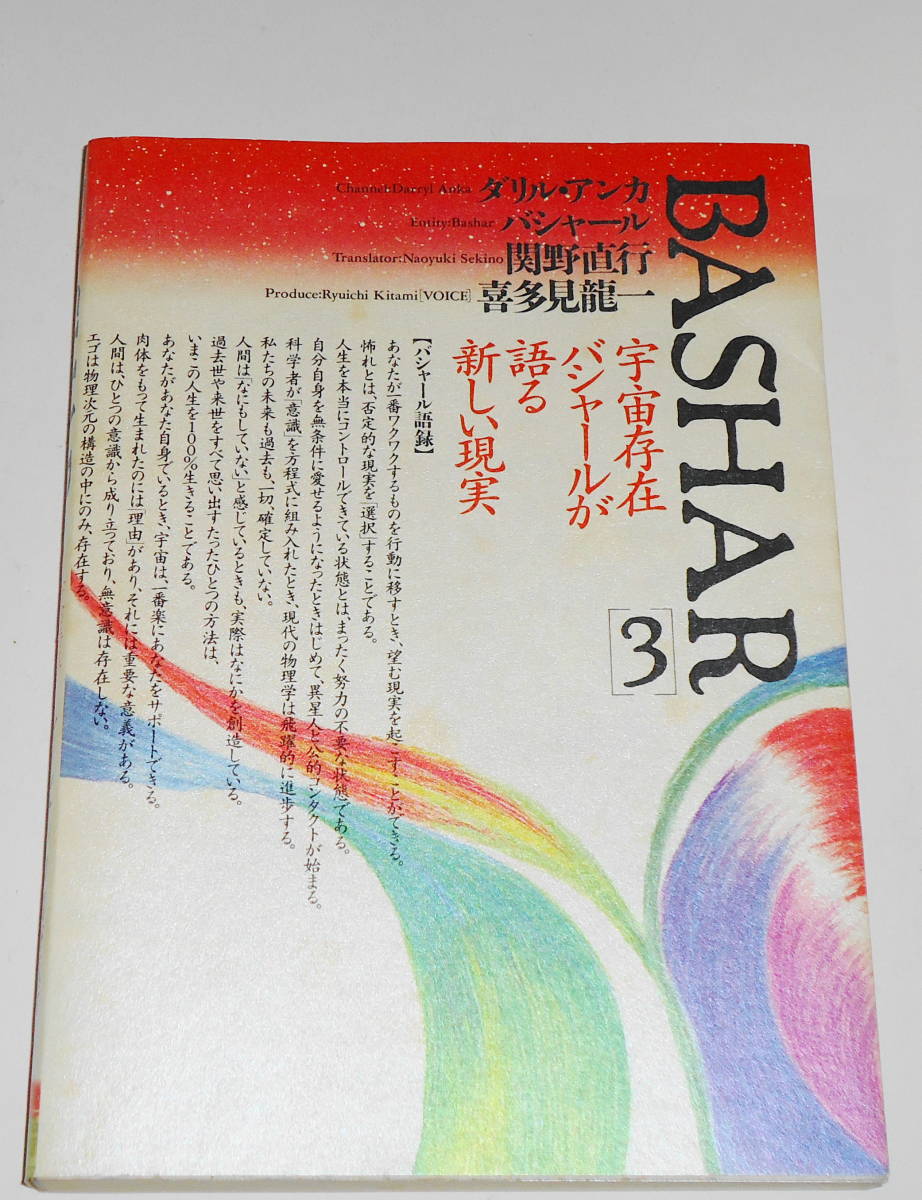 BASHAR[3]
Channel:Darryl Anka ダリル・アンカ
Entity:Bashar バシャール
Translator:Naoyuki Sekino 関野直行
Produce:Ryuichi Kitami[VOICE] 喜多見龍一
宇宙存在
バシャールが
語る
新しい現実
【バシャール語録】
あなたが一番ワクワクするものを行動に移すとき、望む現実を起こすことができる。
怖れとは、否定的な現実を「選択」することである。
人生を本当にコントロールできている状態とはまったく努力の不要な状態である。
自分自身を無条件に愛せるようになったときはじめて、異星人と公的コンタクトが始まる。
科学者が「意識」を方程式に組み入れたとき、現代の物理学は飛躍的に進歩する。
私たちの未来も過去も、一切、確定していない。
人間は「なにもしていない」と感じているときも、実際はなにかを創造している。
過去世や来世をすべて思い出すたったひとつの方法は、
いまこの人生を100%生きることである。
あなたがあなた自身でいるとき、宇宙は、一番楽にあなたをサポートできる。
肉体をもって生まれたのには「理由」があり、それには重要な意義がある。
人間は、ひとつの意識から成り立っており、無意識は存在しない。
エゴは物理次元の構造の中にのみ、存在する。